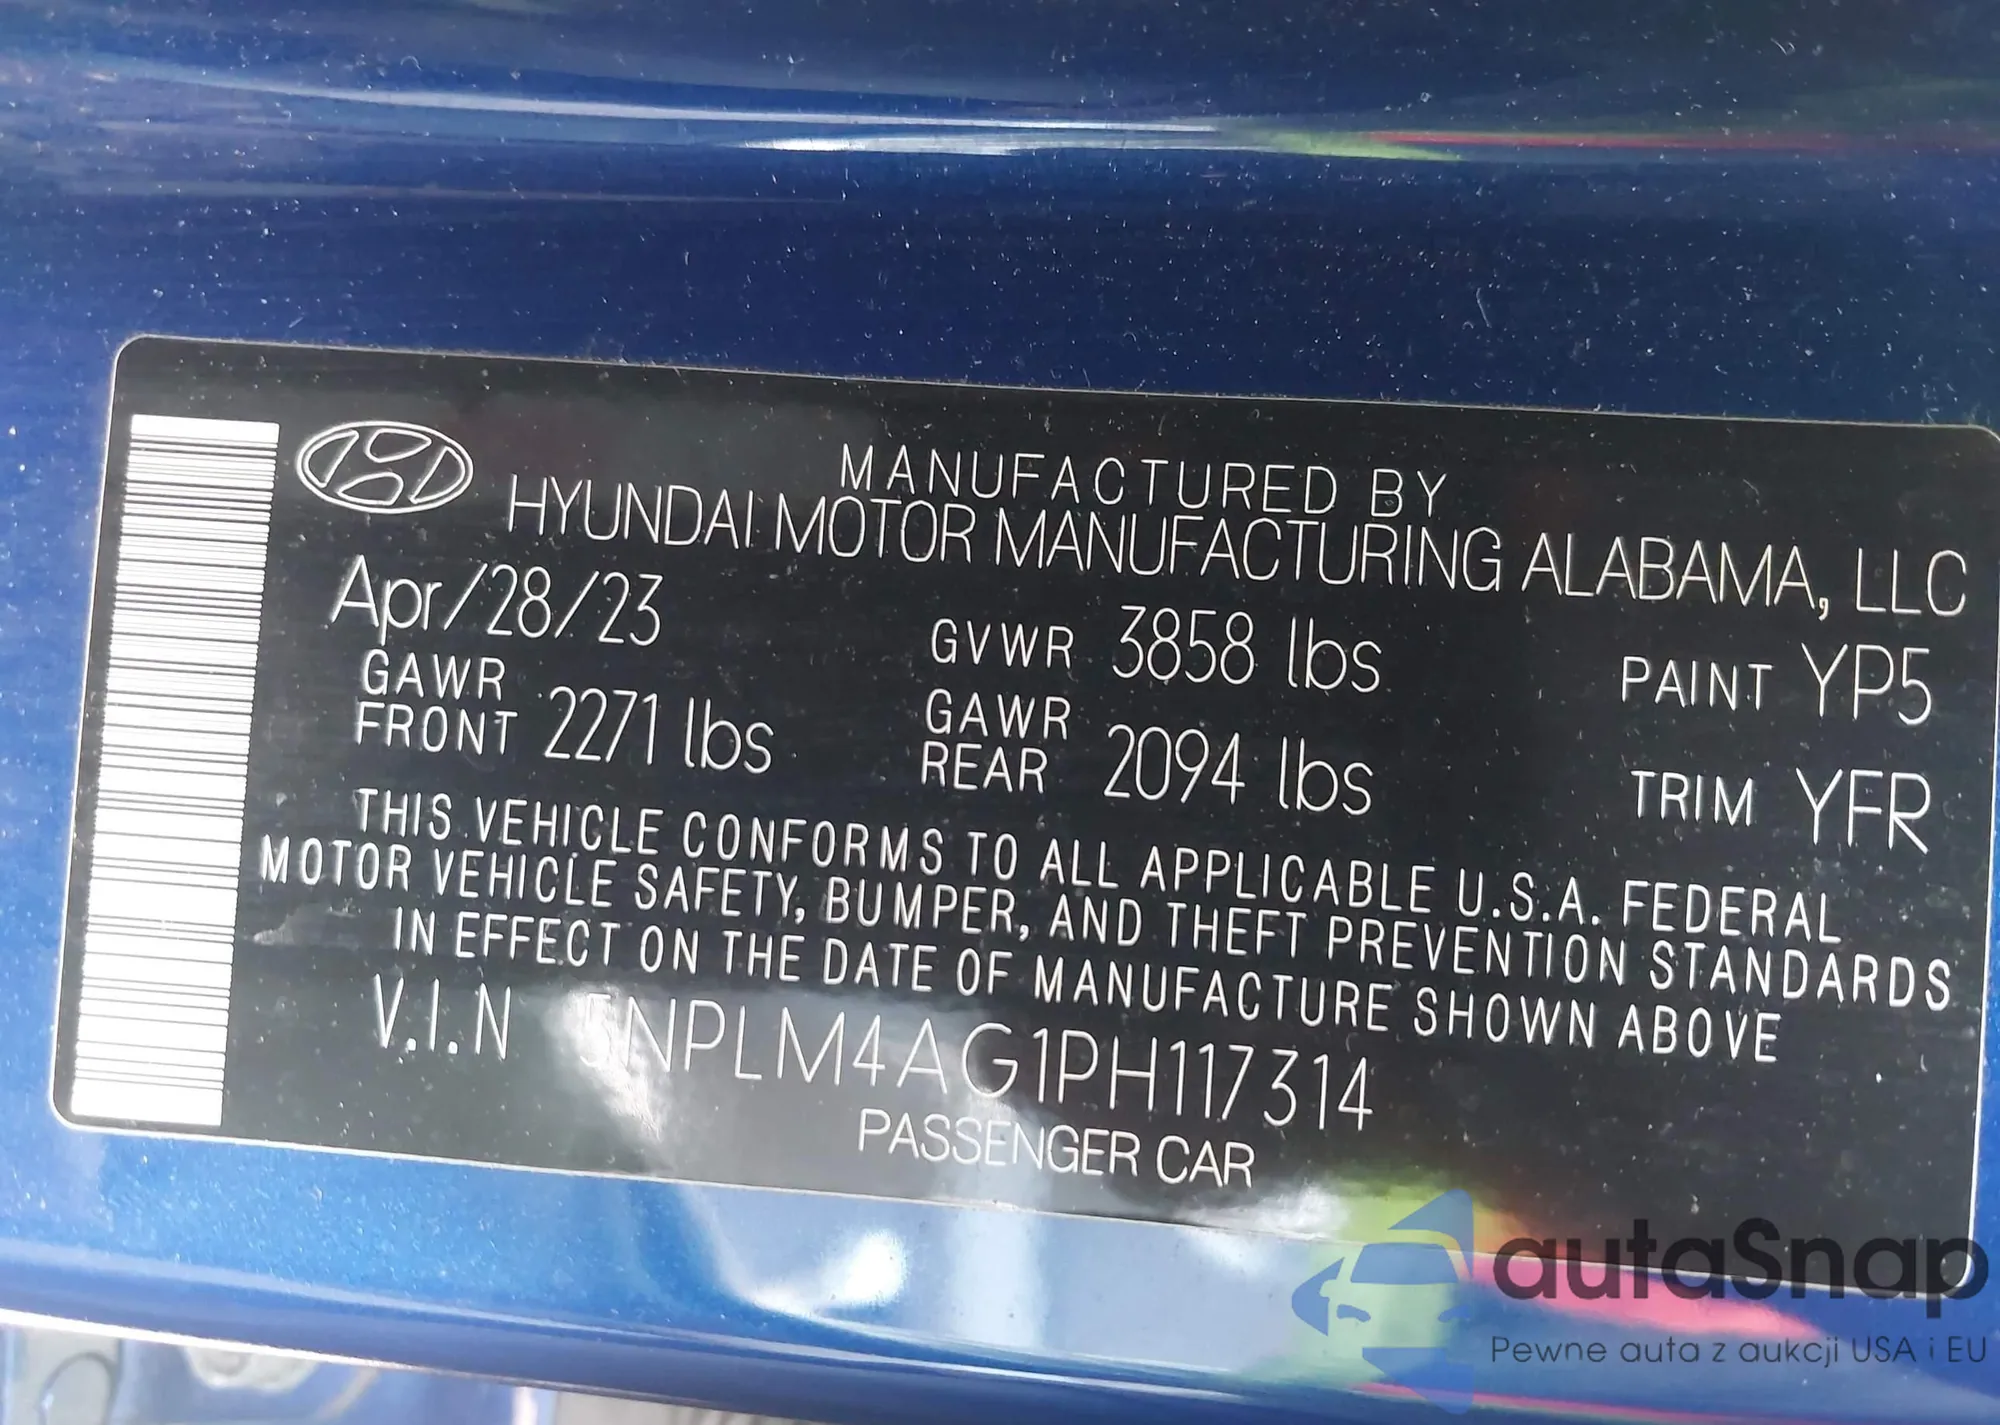 MANUFACTURED BY
HYUNDAI MOTOR MANUFACTURING ALABAMA, LLC
Apr/28/23
GVWR 3858 lbs
PAINT YP5
GAWR FRONT 2271 lbs
GAWR REAR 2094 lbs
TRIM YFR
THIS VEHICLE CONFORMS TO ALL APPLICABLE U.S.A. FEDERAL
MOTOR VEHICLE SAFETY, BUMPER, AND THEFT PREVENTION STANDARDS
IN EFFECT ON THE DATE OF MANUFACTURE SHOWN ABOVE
V.I.N 5NPLM4AG1PH117314
PASSENGER CAR
autaSnap
Pewne auta z aukcji USA i EU